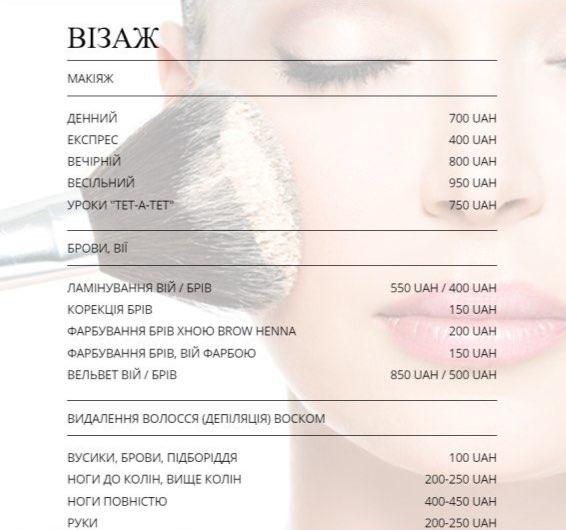 ВІЗАЖ
МАКІЯЖ
ДЕННИЙ 700 UAH
ЕКСПРЕС 400 UAH
ВЕЧІРНІЙ 800 UAH
ВЕСІЛЬНИЙ 950 UAH
УРОКИ "ТЕТ-А-ТЕТ" 750 UAH
БРОВИ, ВІЇ
ЛАМІНУВАННЯ ВІЙ / БРІВ 550 UAH / 400 UAH
КОРЕКЦІЯ БРІВ 150 UAH
ФАРБУВАННЯ БРІВ ХНОЮ BROW HENNA 200 UAH
ФАРБУВАННЯ БРІВ, ВІЙ ФАРБОЮ 150 UAH
ВЕЛЬВЕТ ВІЙ / БРІВ 850 UAH / 500 UAH
ВИДАЛЕННЯ ВОЛОССЯ (ДЕПІЛЯЦІЯ) ВОСКОМ
ВУСИКИ, БРОВИ, ПІДБОРІДДЯ 100 UAH
НОГИ ДО КОЛІН, ВИЩЕ КОЛІН 200-250 UAH
НОГИ ПОВНІСТЮ 400-450 UAH
РУКИ 200-250 UAH